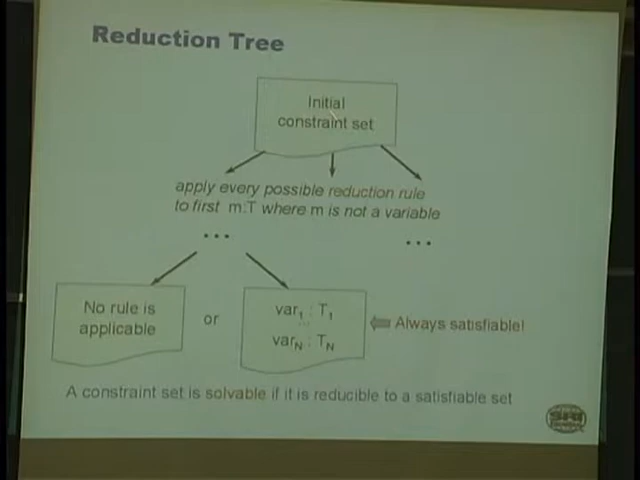 Reduction Tree
Initial
constraint set
apply every possible reduction rule
to first m:T where m is not a variable
... ...
No rule is
applicable
or
var₁ : T₁
...
varN : TN
Always satisfiable!
A constraint set is solvable if it is reducible to a satisfiable set
SRI